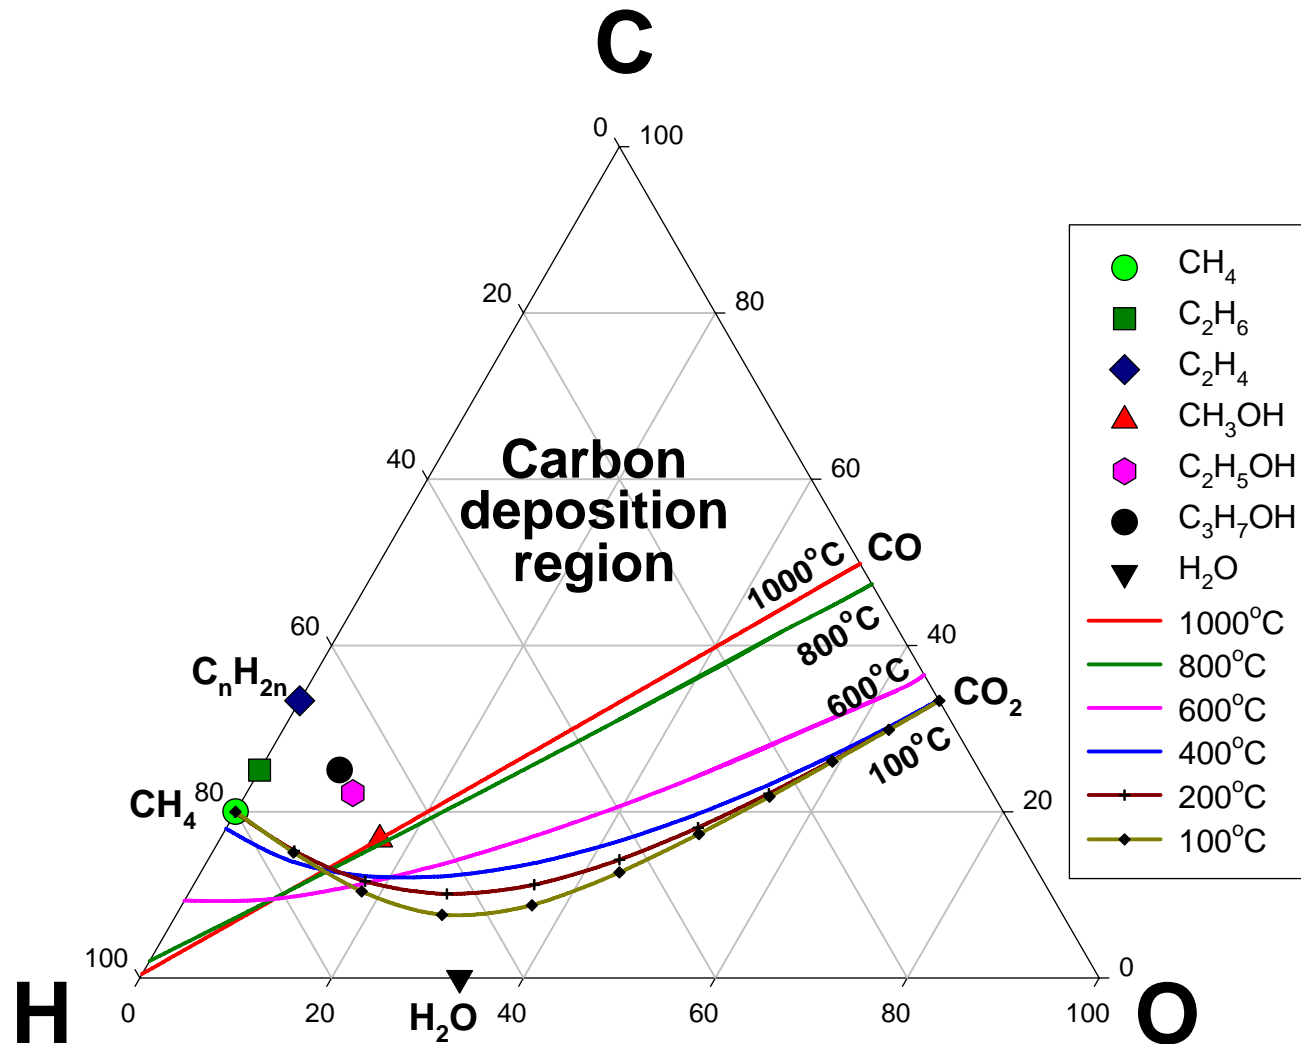 C
0 100
20 80
Carbon
deposition
region
40 60
1000°C CO
800°C
60 40
CₙH₂ₙ
600°C CO₂
100°C
CH₄ 80 20
100 0
H 0 20 H₂O 40 60 80 100 O
CH₄
C₂H₆
C₂H₄
CH₃OH
C₂H₅OH
C₃H₇OH
H₂O
1000°C
800°C
600°C
400°C
200°C
100°C